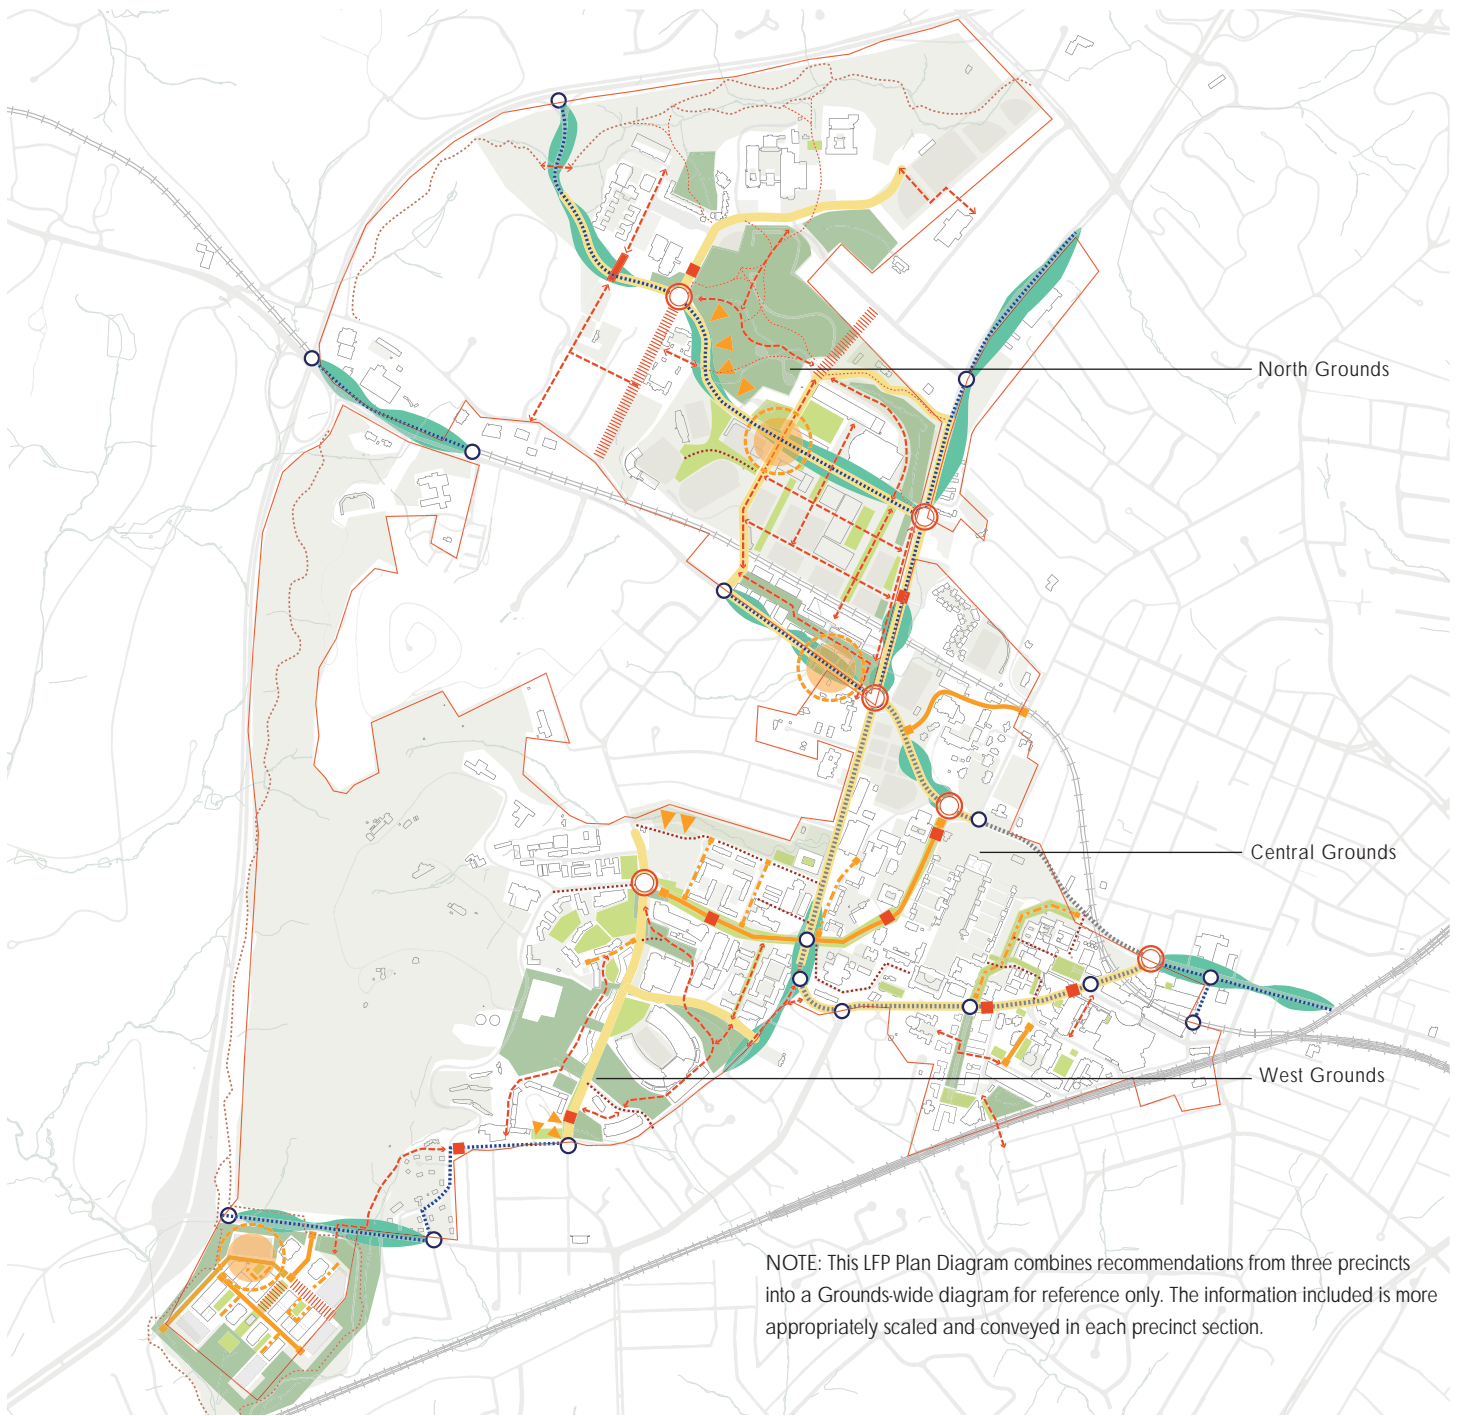 North Grounds
Central Grounds
West Grounds
NOTE: This LFP Plan Diagram combines recommendations from three precincts
into a Grounds-wide diagram for reference only. The information included is more
appropriately scaled and conveyed in each precinct section.